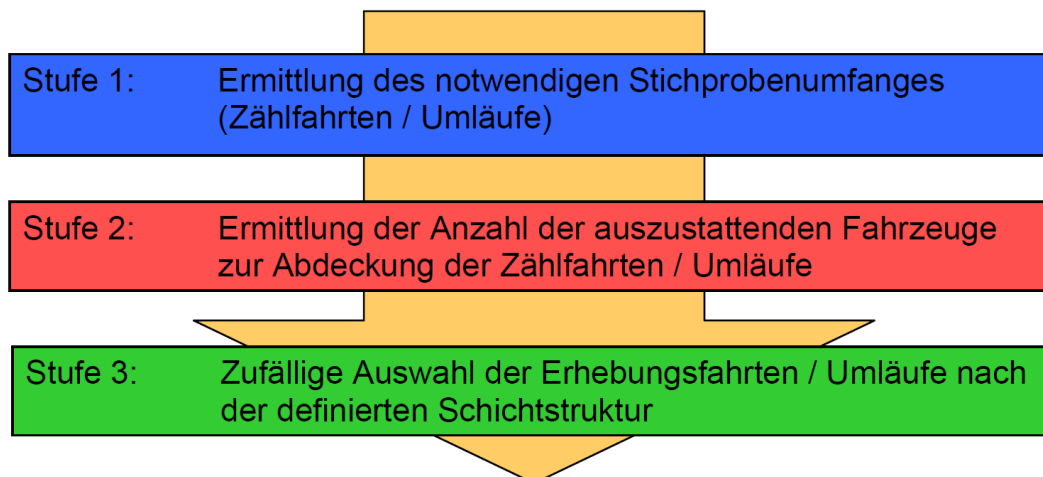 Stufe 1: Ermittlung des notwendigen Stichprobenumfanges
(Zählfahrten / Umläufe)
Stufe 2: Ermittlung der Anzahl der auszustattenden Fahrzeuge
zur Abdeckung der Zählfahrten / Umläufe
Stufe 3: Zufällige Auswahl der Erhebungsfahrten / Umläufe nach
der definierten Schichtstruktur